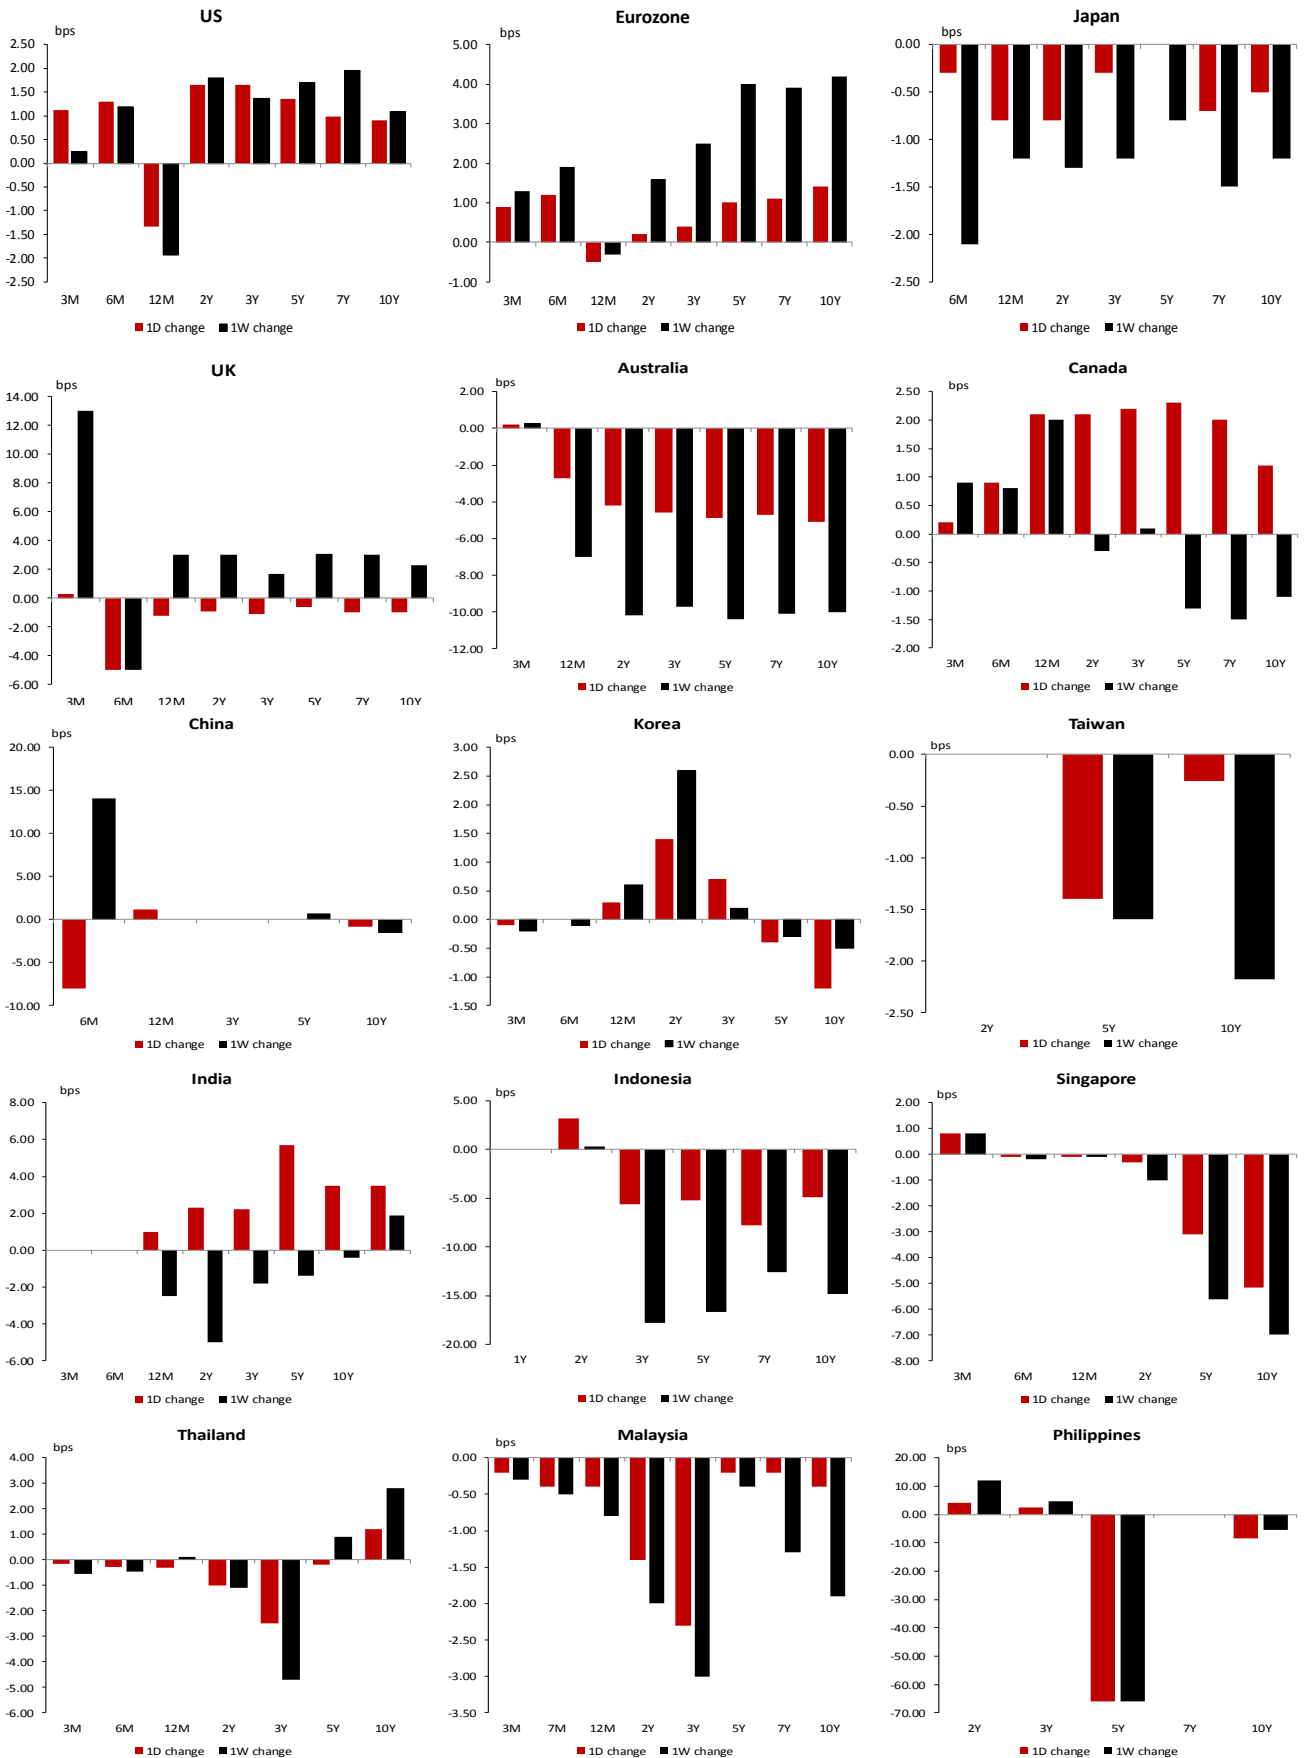 US
bps
2.50
2.00
1.50
1.00
0.50
0.00
-0.50
-1.00
-1.50
-2.00
-2.50
3M 6M 12M 2Y 3Y 5Y 7Y 10Y
1D change 1W change
Eurozone
bps
5.00
4.00
3.00
2.00
1.00
0.00
-1.00
3M 6M 12M 2Y 3Y 5Y 7Y 10Y
1D change 1W change
Japan
bps
0.00
-0.50
-1.00
-1.50
-2.00
-2.50
6M 12M 2Y 3Y 5Y 7Y 10Y
1D change 1W change
UK
bps
14.00
12.00
10.00
8.00
6.00
4.00
2.00
0.00
-2.00
-4.00
-6.00
3M 6M 12M 2Y 3Y 5Y 7Y 10Y
Australia
bps
2.00
0.00
-2.00
-4.00
-6.00
-8.00
-10.00
-12.00
3M 12M 2Y 3Y 5Y 7Y 10Y
1D change 1W change
Canada
bps
2.50
2.00
1.50
1.00
0.50
0.00
-0.50
-1.00
-1.50
-2.00
3M 6M 12M 2Y 3Y 5Y 7Y 10Y
1D change 1W change
China
bps
20.00
15.00
10.00
5.00
0.00
-5.00
-10.00
6M 12M 3Y 5Y 10Y
1D change 1W change
Korea
bps
3.00
2.50
2.00
1.50
1.00
0.50
0.00
-0.50
-1.00
-1.50
3M 6M 12M 2Y 3Y 5Y 10Y
1D change 1W change
Taiwan
bps
0.00
-0.50
-1.00
-1.50
-2.00
-2.50
2Y 5Y 10Y
1D change 1W change
India
bps
8.00
6.00
4.00
2.00
0.00
-2.00
-4.00
-6.00
3M 6M 12M 2Y 3Y 5Y 10Y
1D change 1W change
Indonesia
bps
5.00
0.00
-5.00
-10.00
-15.00
-20.00
1Y 2Y 3Y 5Y 7Y 10Y
1D change 1W change
Singapore
bps
2.00
1.00
0.00
-1.00
-2.00
-3.00
-4.00
-5.00
-6.00
-7.00
-8.00
3M 6M 12M 2Y 5Y 10Y
1D change 1W change
Thailand
bps
4.00
3.00
2.00
1.00
0.00
-1.00
-2.00
-3.00
-4.00
-5.00
-6.00
3M 6M 12M 2Y 3Y 5Y 10Y
1D change 1W change
Malaysia
bps
0.00
-0.50
-1.00
-1.50
-2.00
-2.50
-3.00
-3.50
3M 7M 12M 2Y 3Y 5Y 7Y 10Y
1D change 1W change
Philippines
bps
20.00
10.00
0.00
-10.00
-20.00
-30.00
-40.00
-50.00
-60.00
-70.00
2Y 3Y 5Y 7Y 10Y
1D change 1W change